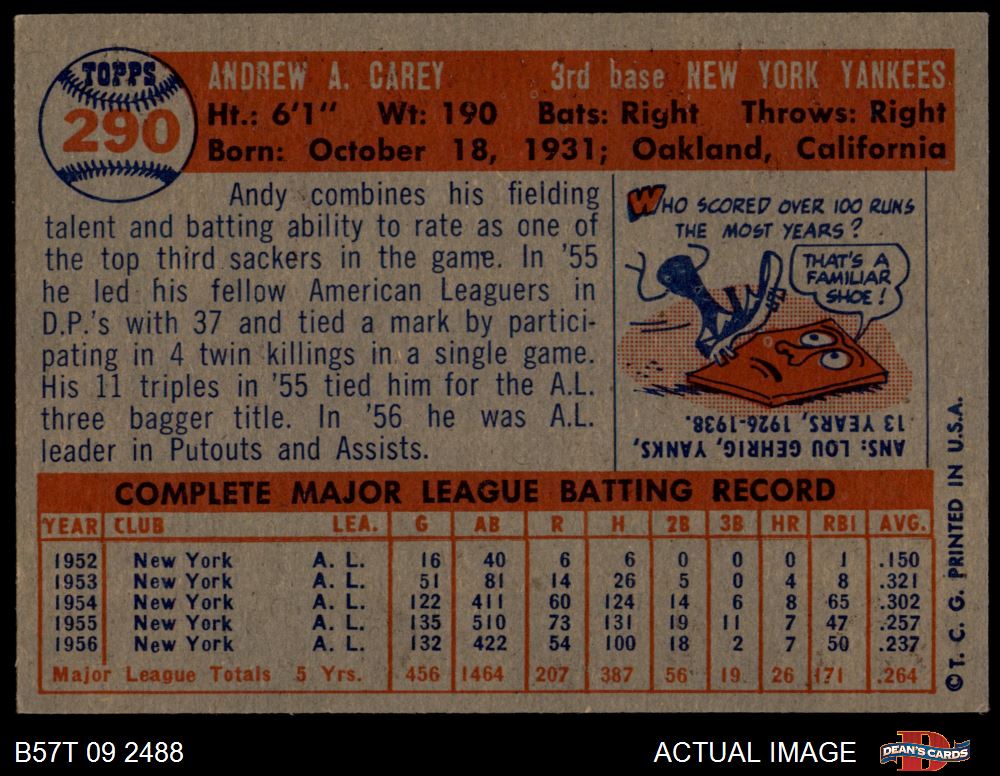 TOPPS
290
ANDREW A. CAREY 3rd base NEW YORK YANKEES
Ht.: 6'1" Wt: 190 Bats: Right Throws: Right
Born: October 18, 1931; Oakland, California
Andy combines his fielding
talent and batting ability to rate as one of
the top third sackers in the game. In '55
he led his fellow American Leaguers in
D.P.'s with 37 and tied a mark by partici-
pating in 4 twin killings in a single game.
His 11 triples in '55 tied him for the A.L.
three bagger title. In '56 he was A.L.
leader in Putouts and Assists.
WHO SCORED OVER 100 RUNS
THE MOST YEARS?
THAT'S A
FAMILIAR
SHOE!
ANS: LOU GEHRIG, YANKS,
13 YEARS, 1926-1938.
COMPLETE MAJOR LEAGUE BATTING RECORD
YEAR CLUB LEA. G AB R H 2B 3B HR RBI AVG.
1952 New York A. L. 16 40 6 6 0 0 0 1 .150
1953 New York A. L. 51 81 14 26 5 0 4 8 .321
1954 New York A. L. 122 411 60 124 14 6 8 65 .302
1955 New York A. L. 135 510 73 131 19 11 7 47 .257
1956 New York A. L. 132 422 54 100 18 2 7 50 .237
Major League Totals 5 Yrs. 456 1464 207 387 56 19 26 171 .264
© T. C. G. PRINTED IN U.S.A.
B57T 09 2488 ACTUAL IMAGE DEAN'S CARDS